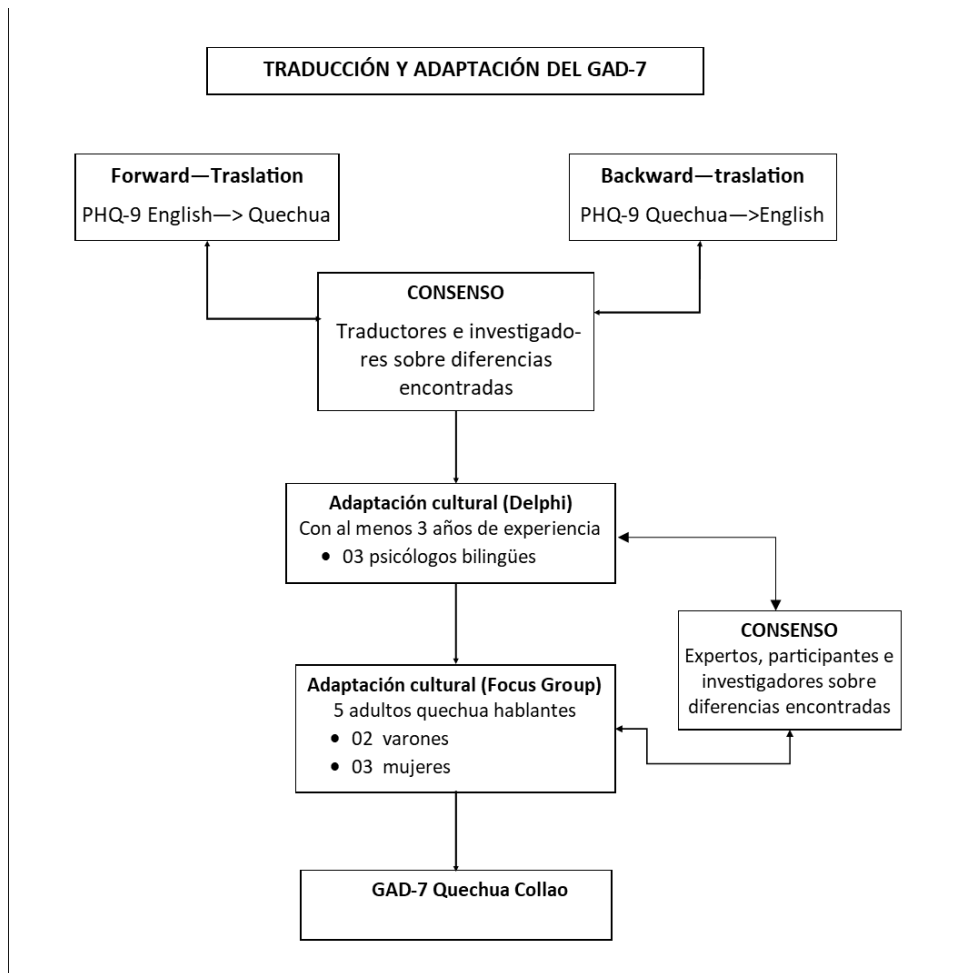 TRADUCCIÓN Y ADAPTACIÓN DEL GAD-7
Forward—Traslation
PHQ-9 English—> Quechua
Backward—traslation
PHQ-9 Quechua—>English
CONSENSO
Traductores e investigado-
res sobre diferencias
encontradas
Adaptación cultural (Delphi)
Con al menos 3 años de experiencia
• 03 psicólogos bilingües
CONSENSO
Expertos, participantes e
investigadores sobre
diferencias encontradas
Adaptación cultural (Focus Group)
5 adultos quechua hablantes
• 02 varones
• 03 mujeres
GAD-7 Quechua Collao